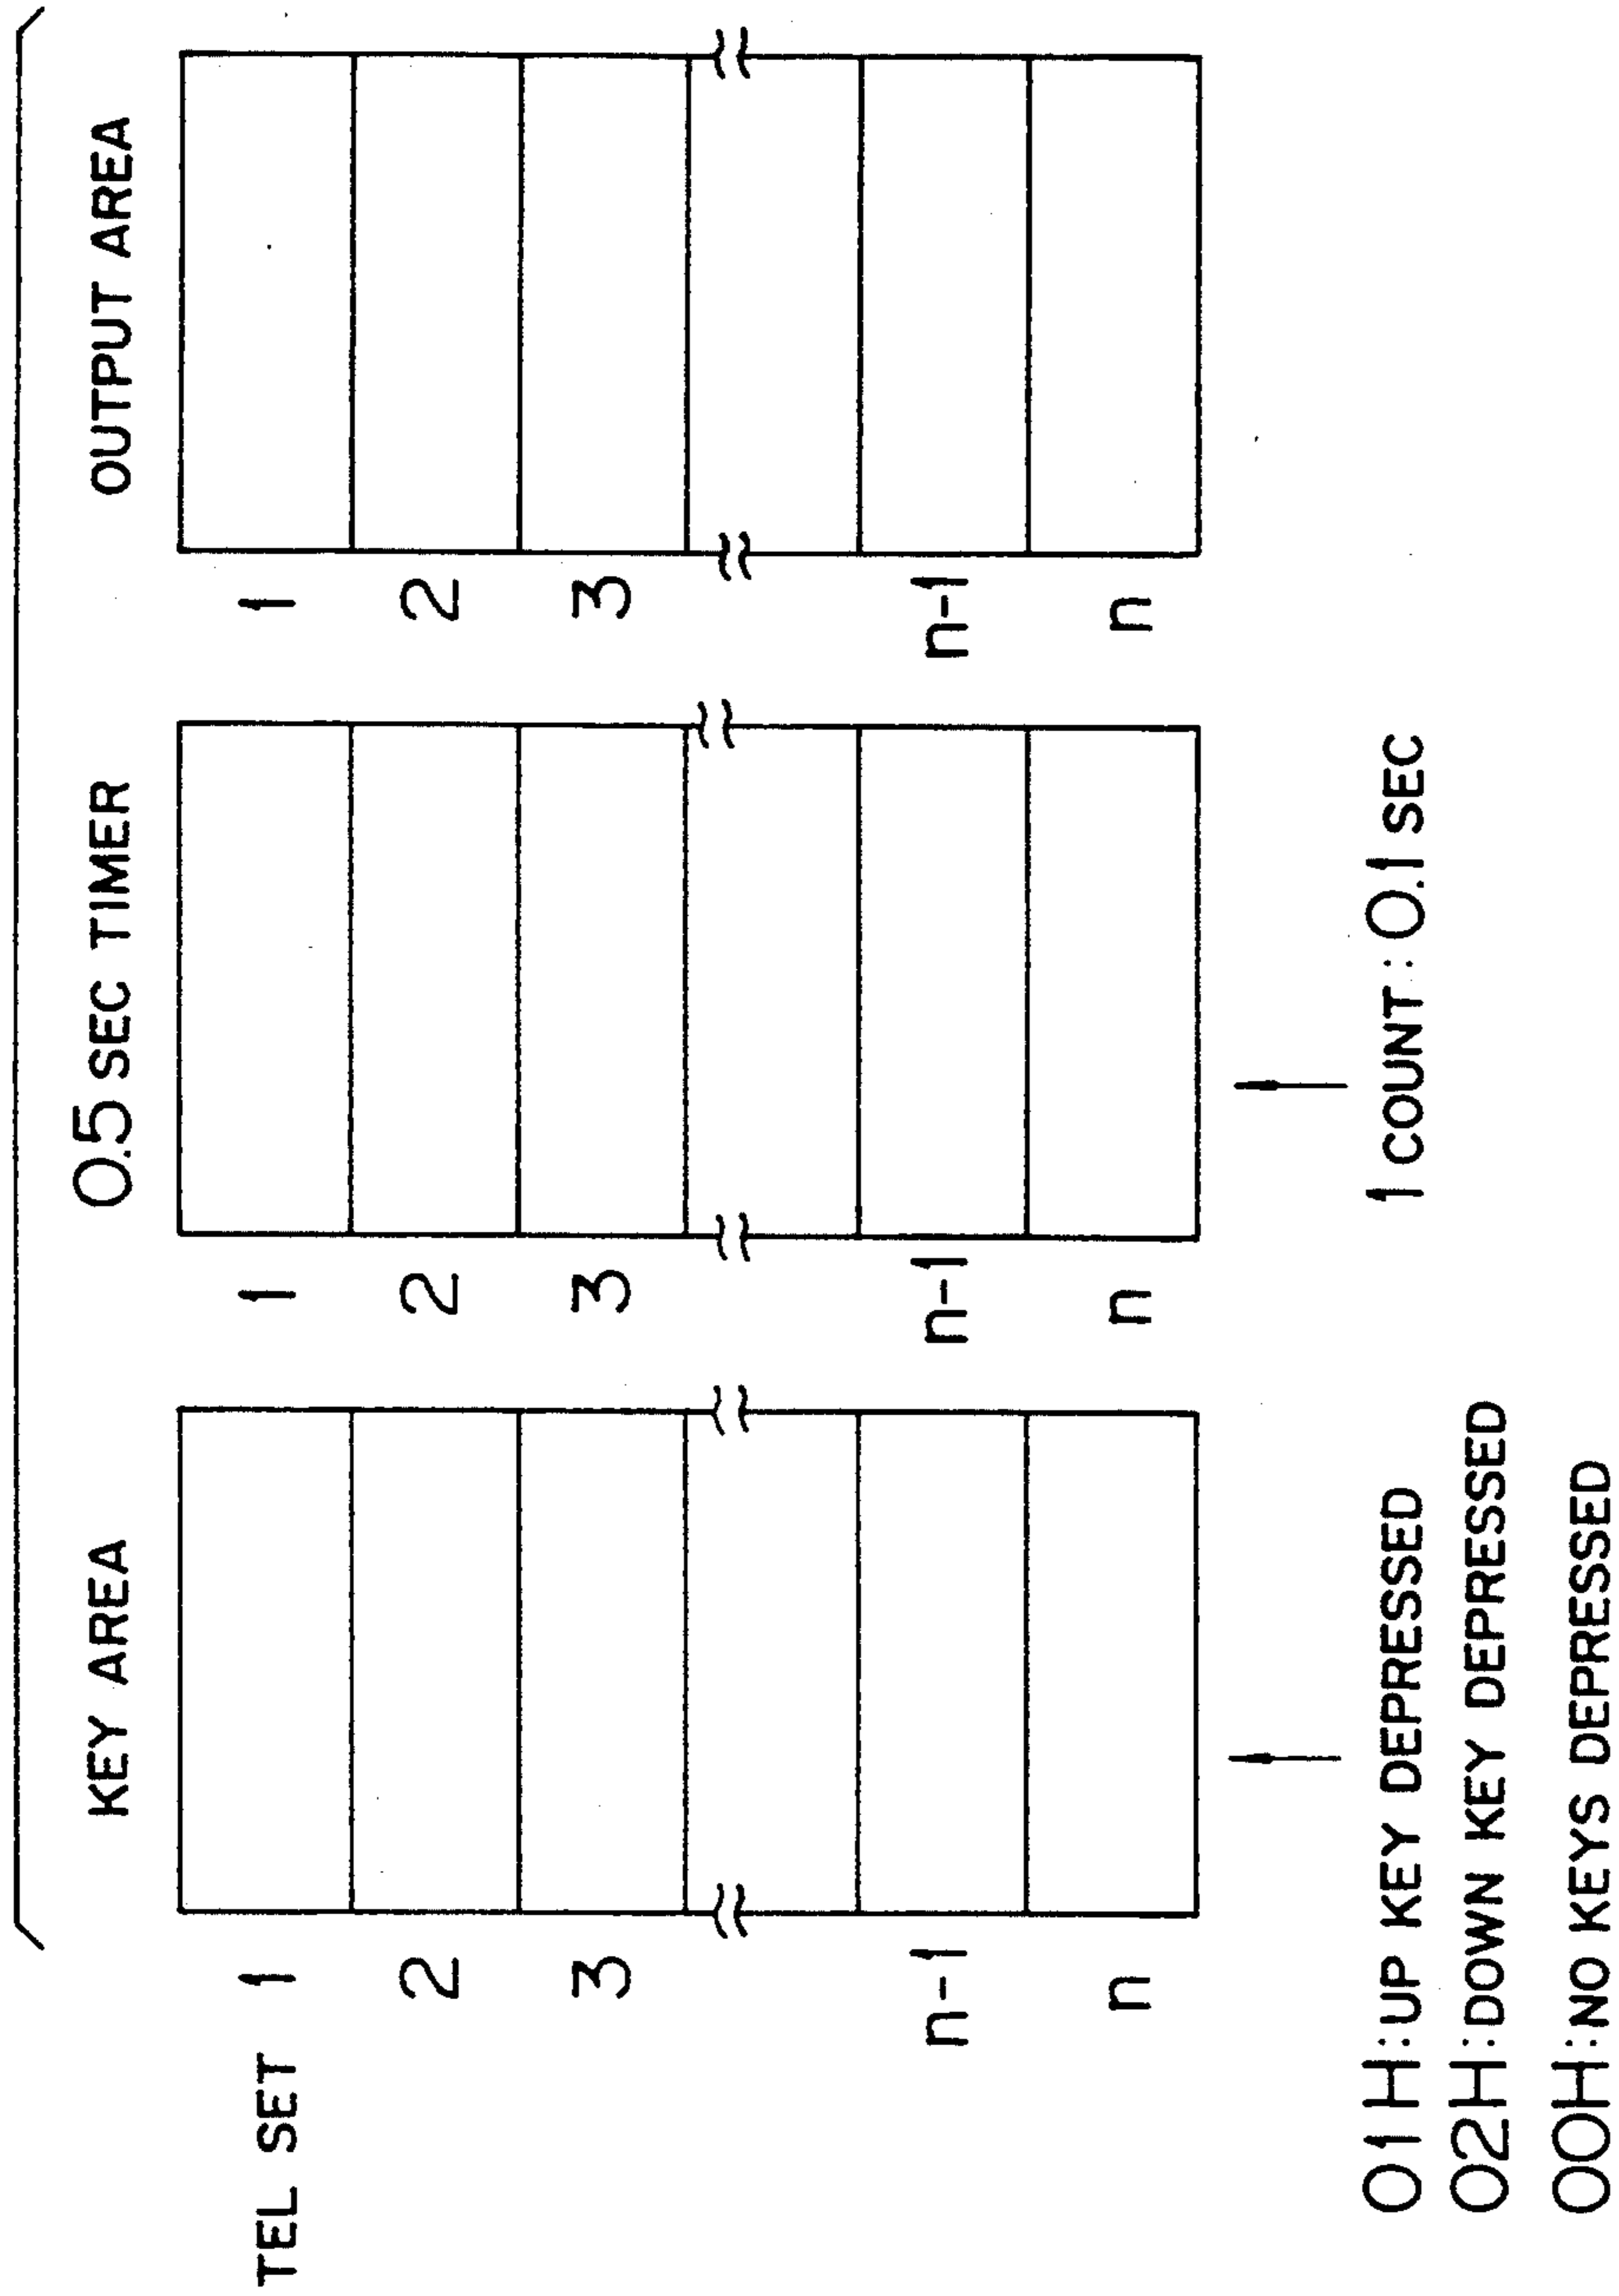 KEY AREA
0.5 SEC TIMER
OUTPUT AREA
TEL SET 1
2
3
n-1
n
1
2
3
n-1
n
1
2
3
n-1
n
01H:UP KEY DEPRESSED
02H:DOWN KEY DEPRESSED
00H:NO KEYS DEPRESSED
1 COUNT:0.1 SEC